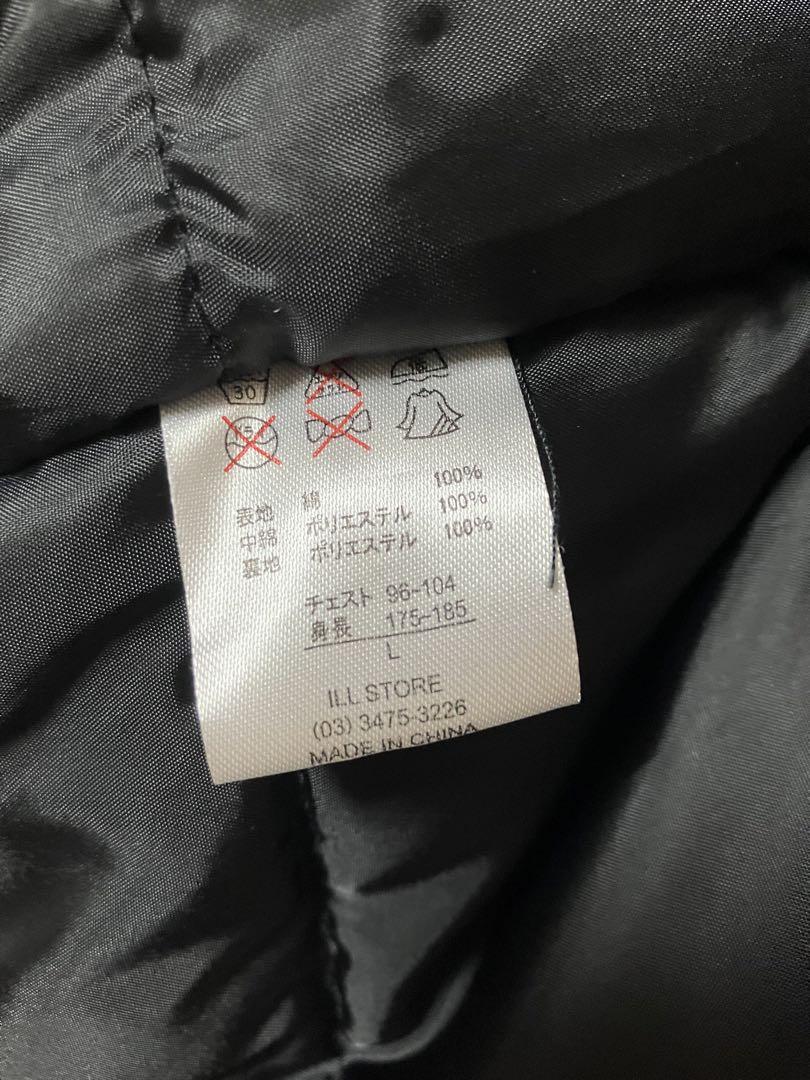 30
表地 綿 100%
中綿 ポリエステル 100%
裏地 ポリエステル 100%
チェスト 96-104
身長 175-185
L
ILL STORE
(03) 3475-3226
MADE IN CHINA